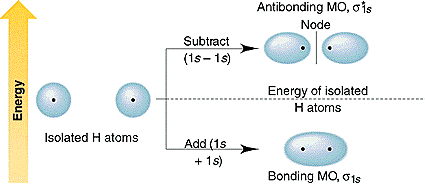 Antibonding MO, σ*1s
Node
Subtract
(1s – 1s)
Energy
Energy of isolated
H atoms
Isolated H atoms
Add (1s
+ 1s)
Bonding MO, σ1s